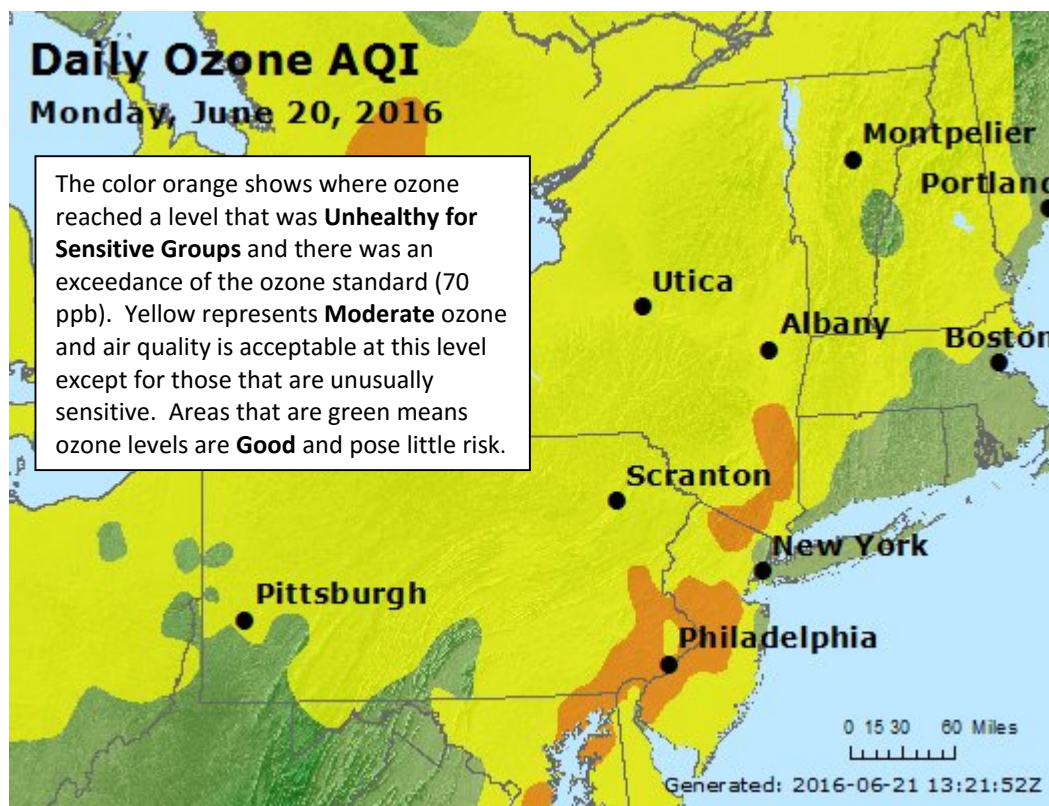 Daily Ozone AQI
Monday, June 20, 2016
The color orange shows where ozone
reached a level that was Unhealthy for
Sensitive Groups and there was an
exceedance of the ozone standard (70
ppb).  Yellow represents Moderate ozone
and air quality is acceptable at this level
except for those that are unusually
sensitive.  Areas that are green means
ozone levels are Good and pose little risk.
Montpelier
Portland
Utica
Albany
Boston
Scranton
New York
Pittsburgh
Philadelphia
0 15 30 60 Miles
Generated: 2016-06-21 13:21:52Z